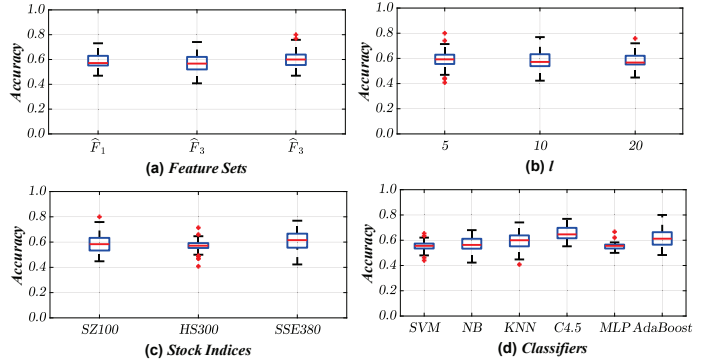 1.0
0.8
0.6
0.4
0.2
0.0
Accuracy
F̂₁ F̂₃ F̂₃
(a) Feature Sets
1.0
0.8
0.6
0.4
0.2
0.0
Accuracy
5 10 20
(b) l
1.0
0.8
0.6
0.4
0.2
0.0
Accuracy
SZ100 HS300 SSE380
(c) Stock Indices
1.0
0.8
0.6
0.4
0.2
0.0
Accuracy
SVM NB KNN C4.5 MLP AdaBoost
(d) Classifiers